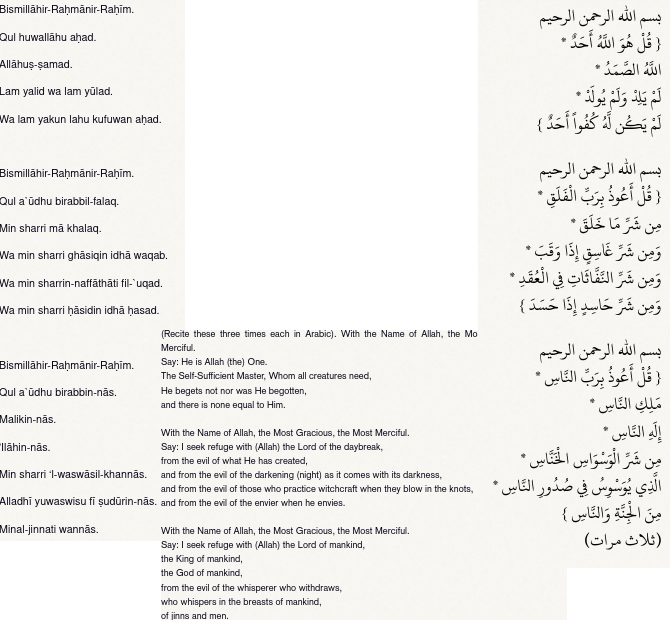 Bismillāhir-Raḥmānir-Raḥīm.
Qul huwallāhu aḥad.
Allāhuṣ-ṣamad.
Lam yalid wa lam yūlad.
Wa lam yakun lahu kufuwan aḥad.
Bismillāhir-Raḥmānir-Raḥīm.
Qul a`ūdhu birabbil-falaq.
Min sharri mā khalaq.
Wa min sharri ghāsiqin idhā waqab.
Wa min sharrin-naffāthāti fil-`uqad.
Wa min sharri ḥāsidin idhā ḥasad.
Bismillāhir-Raḥmānir-Raḥīm.
Qul a`ūdhu birabbin-nās.
Malikin-nās.
'Ilāhin-nās.
Min sharri ‘l-waswāsil-khannās.
Alladhī yuwaswisu fī ṣudūrin-nās.
Minal-jinnati wannās.
(Recite these three times each in Arabic). With the Name of Allah, the Mo
Merciful.
Say: He is Allah (the) One.
The Self-Sufficient Master, Whom all creatures need,
He begets not nor was He begotten,
and there is none equal to Him.
With the Name of Allah, the Most Gracious, the Most Merciful.
Say: I seek refuge with (Allah) the Lord of the daybreak,
from the evil of what He has created,
and from the evil of the darkening (night) as it comes with its darkness,
and from the evil of those who practice witchcraft when they blow in the knots,
and from the evil of the envier when he envies.
With the Name of Allah, the Most Gracious, the Most Merciful.
Say: I seek refuge with (Allah) the Lord of mankind,
the King of mankind,
the God of mankind,
from the evil of the whisperer who withdraws,
who whispers in the breasts of mankind,
of jinns and men.
بسم الله الرحمن الرحيم
{ قُلْ هُوَ اللَّهُ أَحَدٌ *
اللَّهُ الصَّمَدُ *
لَمْ يَلِدْ وَلَمْ يُولَدْ *
لَمْ يَكُن لَّهُ كُفُواً أَحَدٌ }
بسم الله الرحمن الرحيم
{ قُلْ أَعُوذُ بِرَبِّ الْفَلَقِ *
مِن شَرِّ مَا خَلَقَ *
وَمِن شَرِّ غَاسِقٍ إِذَا وَقَبَ *
وَمِن شَرِّ النَّفَّاثَاتِ فِي الْعُقَدِ *
وَمِن شَرِّ حَاسِدٍ إِذَا حَسَدَ }
بسم الله الرحمن الرحيم
{ قُلْ أَعُوذُ بِرَبِّ النَّاسِ *
مَلِكِ النَّاسِ *
إِلَهِ النَّاسِ *
مِن شَرِّ الْوَسْوَاسِ الْخَنَّاسِ *
الَّذِي يُوَسْوِسُ فِي صُدُورِ النَّاسِ *
مِنَ الْجِنَّةِ وَالنَّاسِ }
(ثلاث مرات)